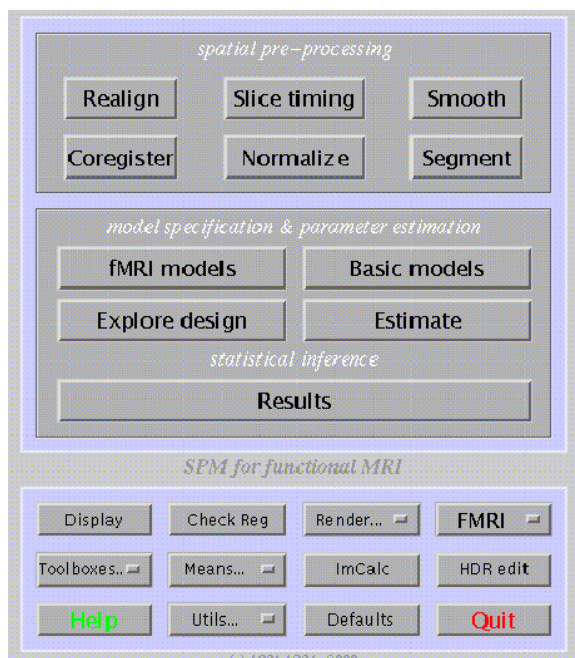 spatial pre-processing
Realign Slice timing Smooth
Coregister Normalize Segment
model specification & parameter estimation
fMRI models Basic models
Explore design Estimate
statistical inference
Results
SPM for functional MRI
Display Check Reg Render... FMRI
Toolboxes.. Means... ImCalc HDR edit
Help Utils... Defaults Quit